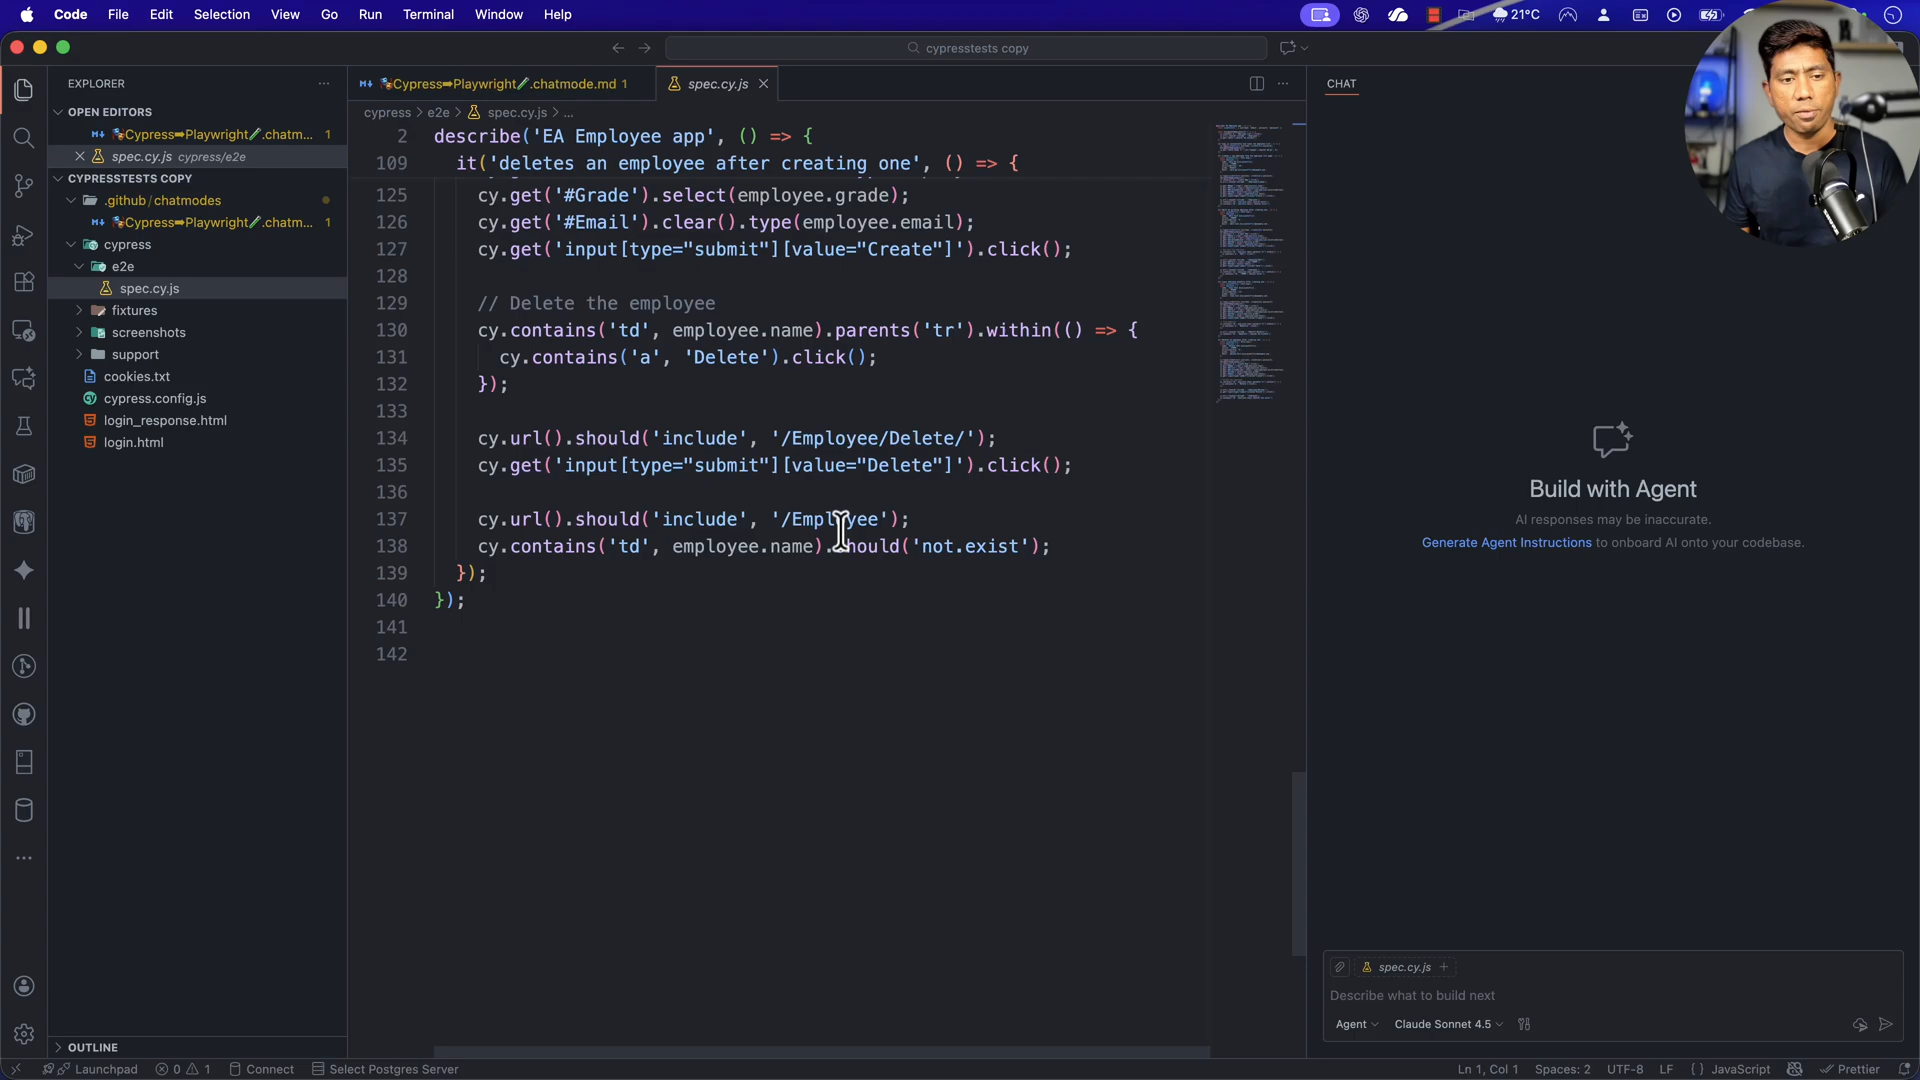 Code File Edit Selection View Go Run Terminal Window Help
21°C
cypresstests copy
EXPLORER
OPEN EDITORS
Cypress➡Playwright.chatm... 1
spec.cy.js cypress/e2e
CYPRESSTESTS COPY
.github/chatmodes
Cypress➡Playwright.chatm... 1
cypress
e2e
spec.cy.js
fixtures
screenshots
support
cookies.txt
cypress.config.js
login_response.html
login.html
OUTLINE
Cypress➡Playwright.chatmode.md 1
spec.cy.js
cypress > e2e > spec.cy.js > ...
2 describe('EA Employee app', () => {
109 it('deletes an employee after creating one', () => {
125 cy.get('#Grade').select(employee.grade);
126 cy.get('#Email').clear().type(employee.email);
127 cy.get('input[type="submit"][value="Create"]').click();
128
129 // Delete the employee
130 cy.contains('td', employee.name).parents('tr').within(() => {
131 cy.contains('a', 'Delete').click();
132 });
133
134 cy.url().should('include', '/Employee/Delete/');
135 cy.get('input[type="submit"][value="Delete"]').click();
136
137 cy.url().should('include', '/Employee');
138 cy.contains('td', employee.name).should('not.exist');
139 });
140 });
141
142
CHAT
Build with Agent
AI responses may be inaccurate.
Generate Agent Instructions to onboard AI onto your codebase.
spec.cy.js +
Describe what to build next
Agent Claude Sonnet 4.5
Launchpad 0 1 Connect Select Postgres Server
Ln 1, Col 1 Spaces: 2 UTF-8 LF { } JavaScript Prettier